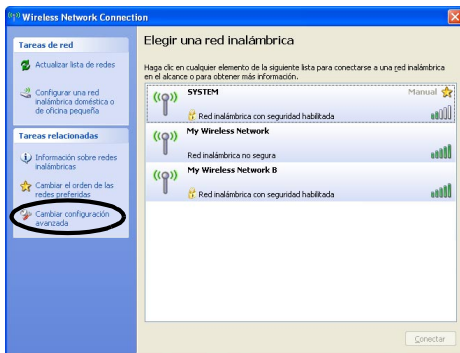 Wireless Network Connection
Tareas de red
Actualizar lista de redes
Configurar una red
inalámbrica doméstica o
de oficina pequeña
Tareas relacionadas
Información sobre redes
inalámbricas
Cambiar el orden de las
redes preferidas
Cambiar configuración
avanzada
Elegir una red inalámbrica
Haga clic en cualquier elemento de la siguiente lista para conectarse a una red inalámbrica
en el alcance o para obtener más información.
SYSTEM
Manual
Red inalámbrica con seguridad habilitada
My Wireless Network
Red inalámbrica no segura
My Wireless Network B
Red inalámbrica con seguridad habilitada
Conectar